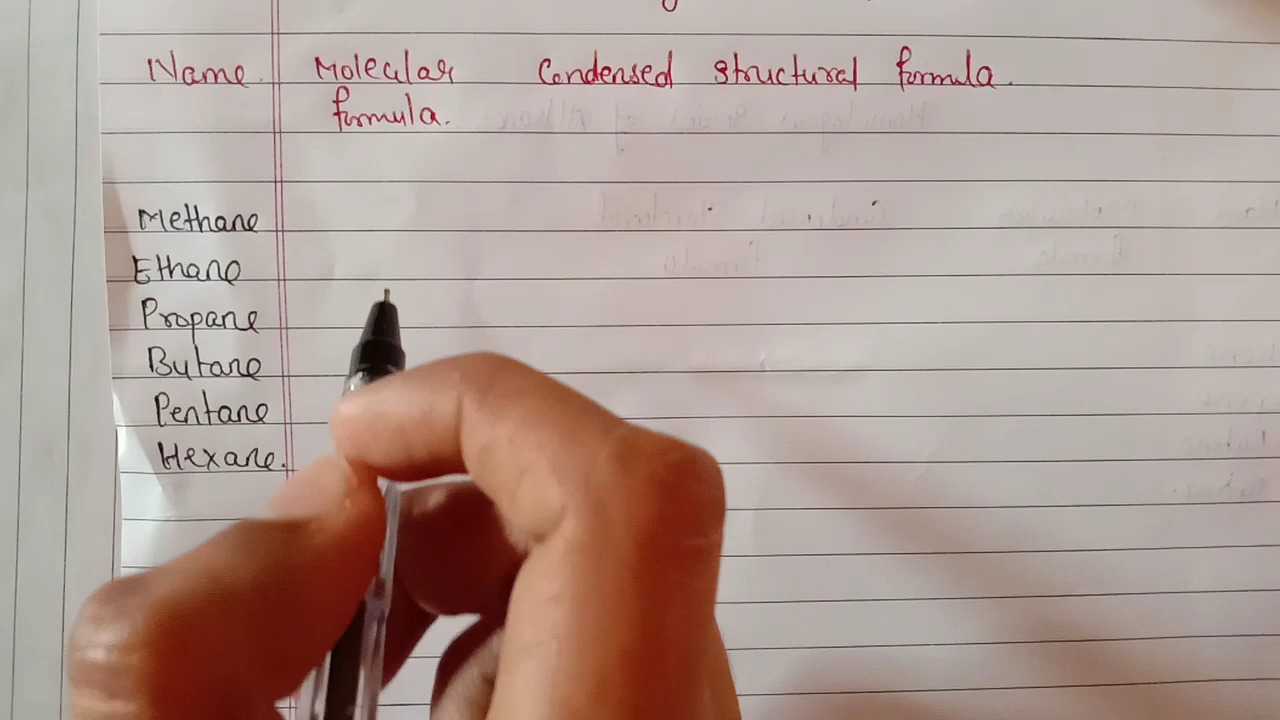 Name. Molecular Condensed structural formula.
formula.
Methane
Ethane
Propane
Butane
Pentane
Hexane.